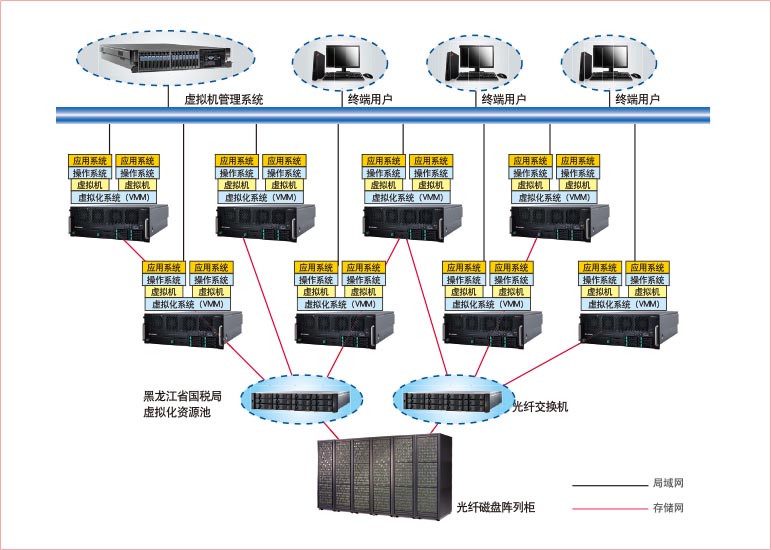 虚拟机管理系统
终端用户
终端用户
终端用户
应用系统 应用系统
操作系统 操作系统
虚拟机 虚拟机
虚拟化系统（VMM）
应用系统 应用系统
操作系统 操作系统
虚拟机 虚拟机
虚拟化系统（VMM）
应用系统 应用系统
操作系统 操作系统
虚拟机 虚拟机
虚拟化系统（VMM）
应用系统 应用系统
操作系统 操作系统
虚拟机 虚拟机
虚拟化系统（VMM）
应用系统 应用系统
操作系统 操作系统
虚拟机 虚拟机
虚拟化系统（VMM）
应用系统 应用系统
操作系统 操作系统
虚拟机 虚拟机
虚拟化系统（VMM）
应用系统 应用系统
操作系统 操作系统
虚拟机 虚拟机
虚拟化系统（VMM）
应用系统 应用系统
操作系统 操作系统
虚拟机 虚拟机
虚拟化系统（VMM）
黑龙江省国税局
虚拟化资源池
光纤交换机
光纤磁盘阵列柜
局域网
存储网